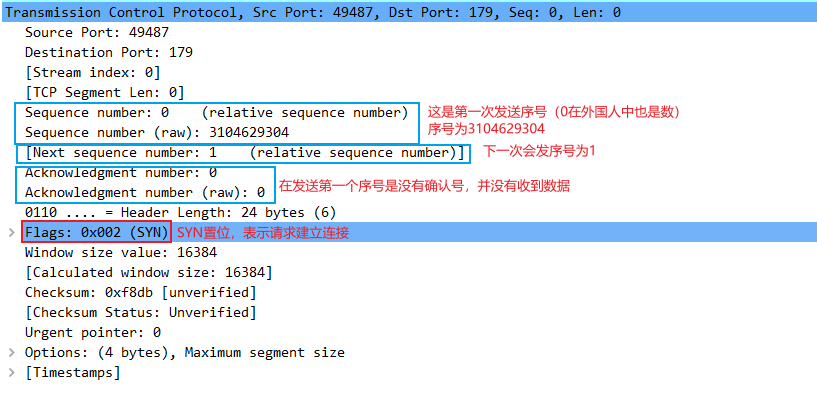 Transmission Control Protocol, Src Port: 49487, Dst Port: 179, Seq: 0, Len: 0
Source Port: 49487
Destination Port: 179
[Stream index: 0]
[TCP Segment Len: 0]
Sequence number: 0    (relative sequence number)
这是第一次发送序号（0在外国人中也是数）
Sequence number (raw): 3104629304
序号为3104629304
[Next sequence number: 1    (relative sequence number)]
下一次会发序号为1
Acknowledgment number: 0
Acknowledgment number (raw): 0
在发送第一个序号是没有确认号，并没有收到数据
0110 .... = Header Length: 24 bytes (6)
Flags: 0x002 (SYN)
SYN置位，表示请求建立连接
Window size value: 16384
[Calculated window size: 16384]
Checksum: 0xf8db [unverified]
[Checksum Status: Unverified]
Urgent pointer: 0
Options: (4 bytes), Maximum segment size
[Timestamps]